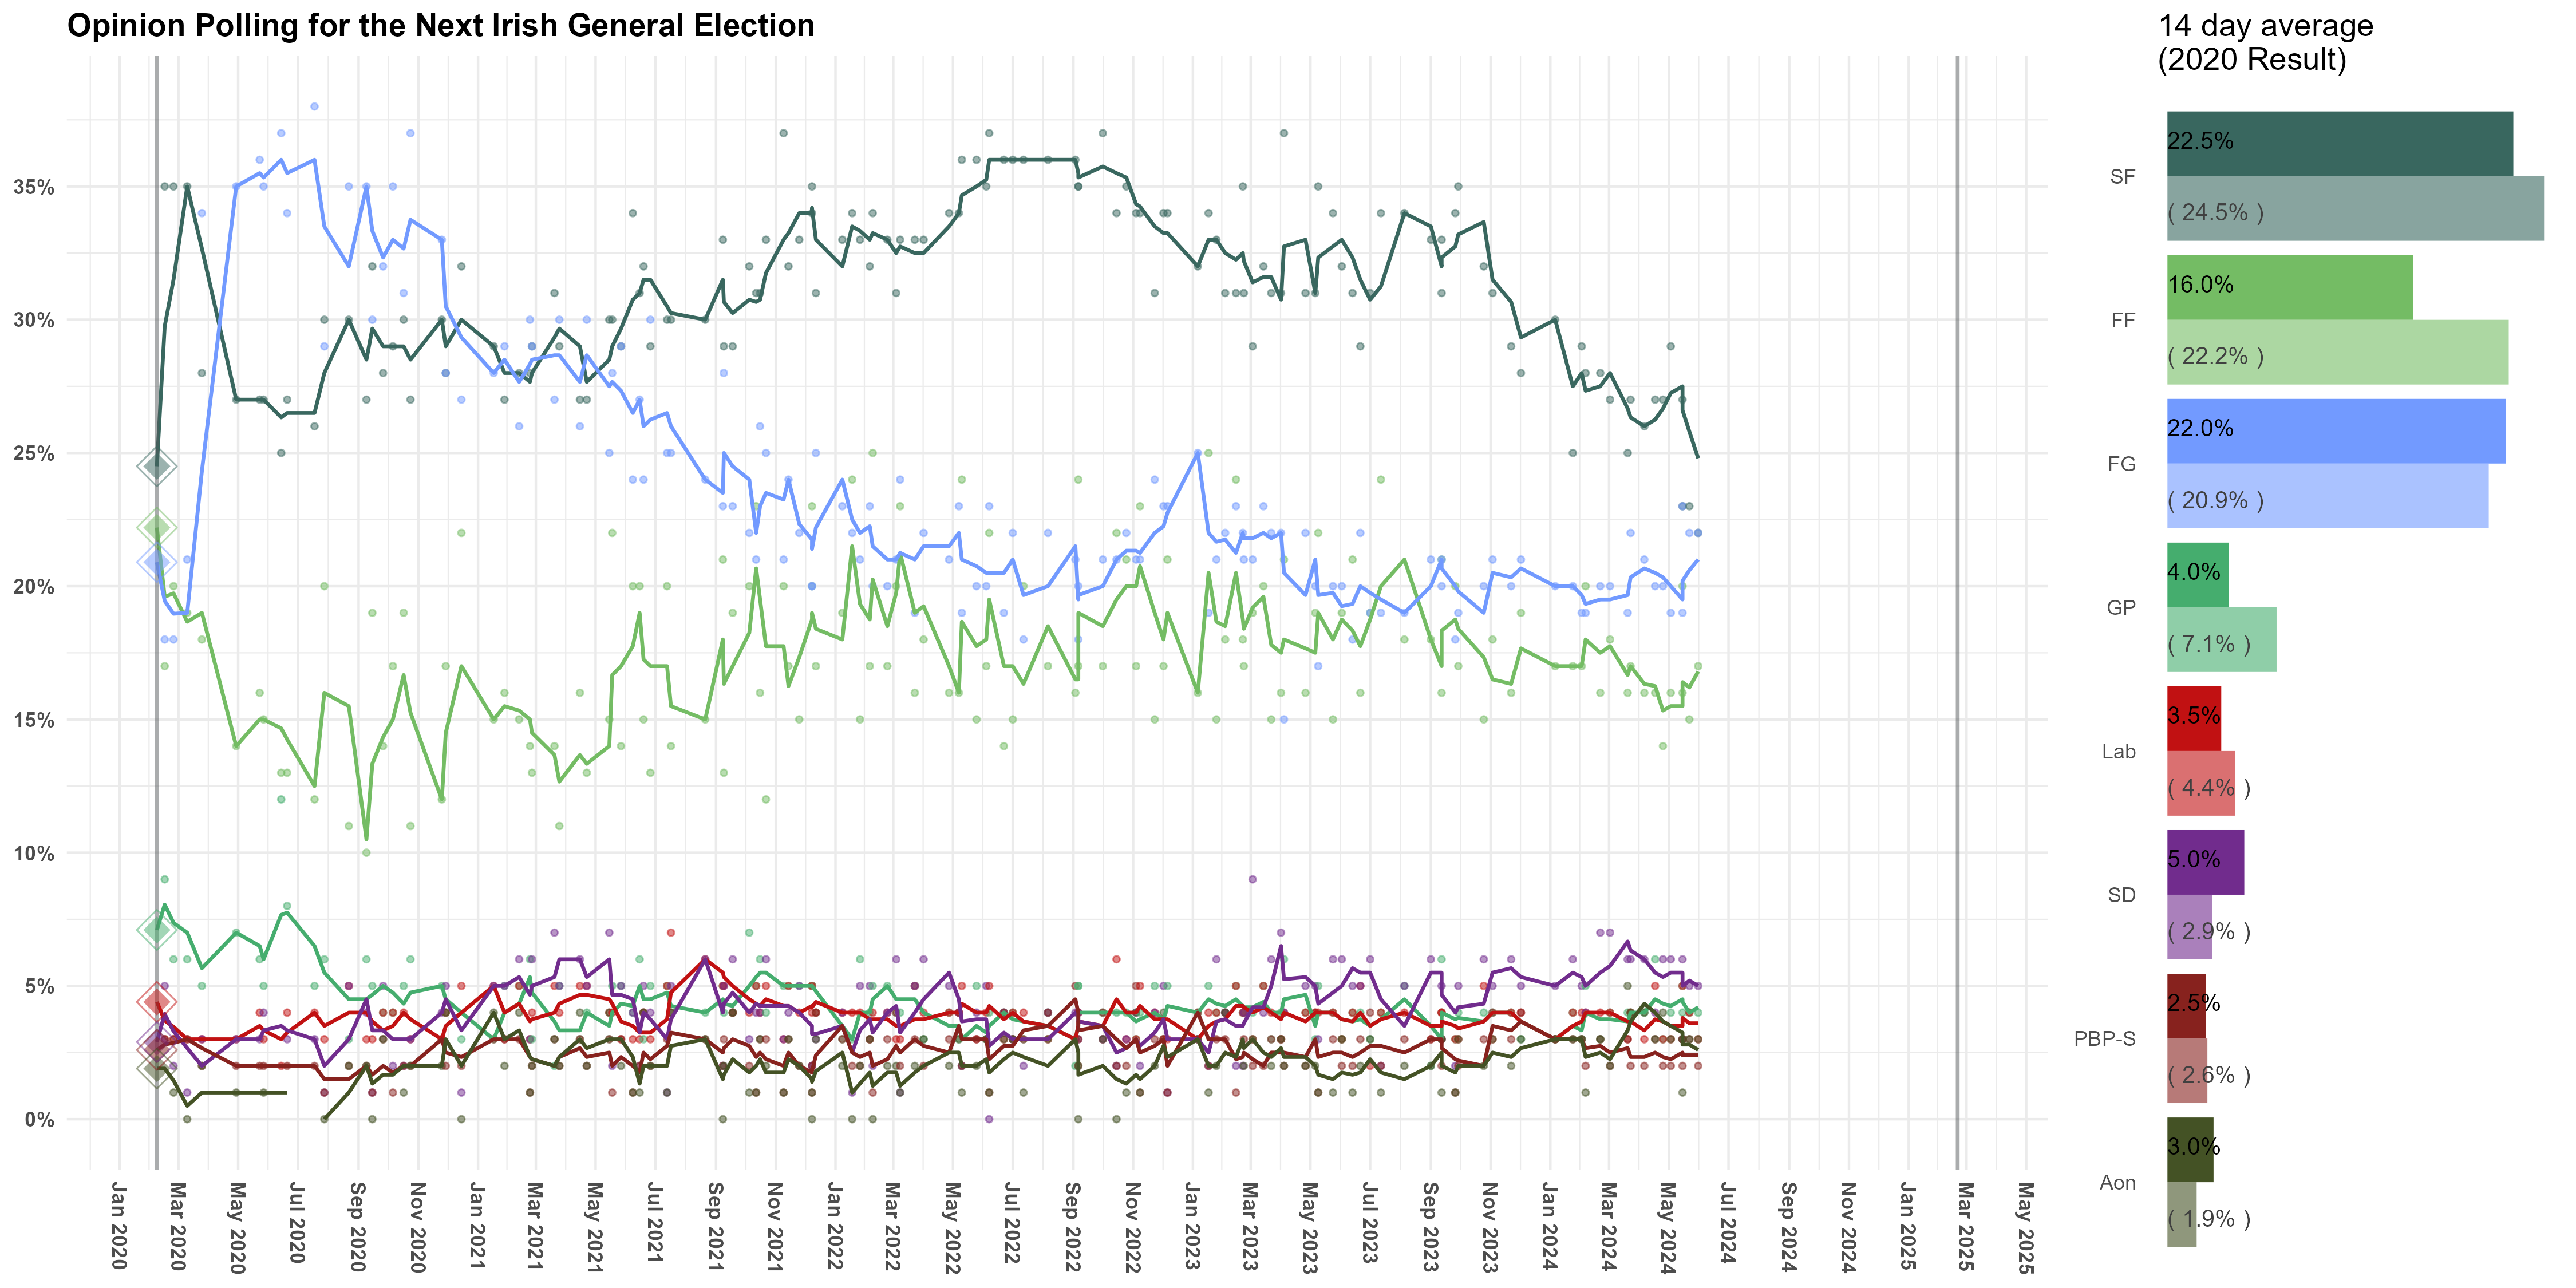 Opinion Polling for the Next Irish General Election
14 day average
(2020 Result)
35%
30%
25%
20%
15%
10%
5%
0%
Jan 2020
Mar 2020
May 2020
Jul 2020
Sep 2020
Nov 2020
Jan 2021
Mar 2021
May 2021
Jul 2021
Sep 2021
Nov 2021
Jan 2022
Mar 2022
May 2022
Jul 2022
Sep 2022
Nov 2022
Jan 2023
Mar 2023
May 2023
Jul 2023
Sep 2023
Nov 2023
Jan 2024
Mar 2024
May 2024
Jul 2024
Sep 2024
Nov 2024
Jan 2025
Mar 2025
May 2025
22.5%
SF
( 24.5% )
16.0%
FF
( 22.2% )
22.0%
FG
( 20.9% )
4.0%
GP
( 7.1% )
3.5%
Lab
( 4.4% )
5.0%
SD
( 2.9% )
2.5%
PBP-S
( 2.6% )
3.0%
Aon
( 1.9% )